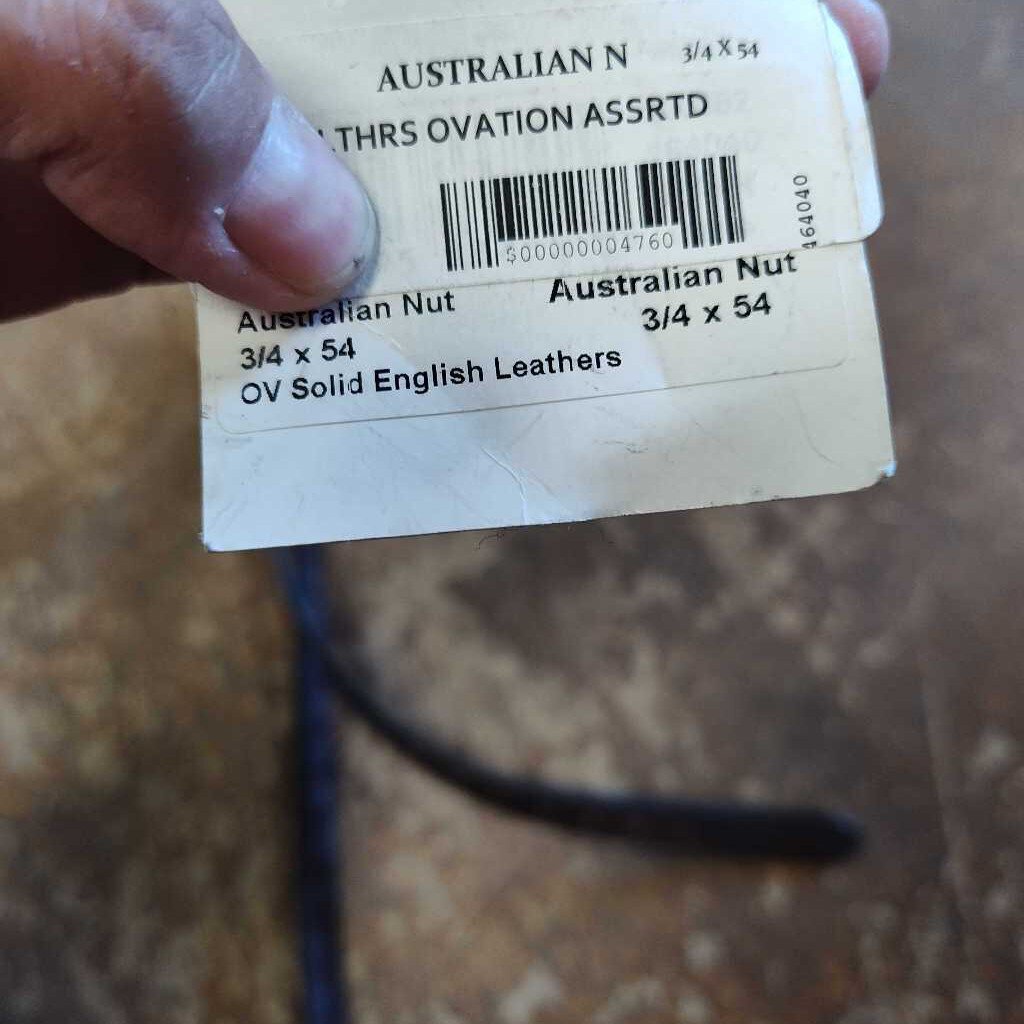 AUSTRALIAN N 3/4 X 54
LTHRS OVATION ASSRTD
$00000004760
464040
Australian Nut Australian Nut
3/4 x 54 3/4 x 54
OV Solid English Leathers